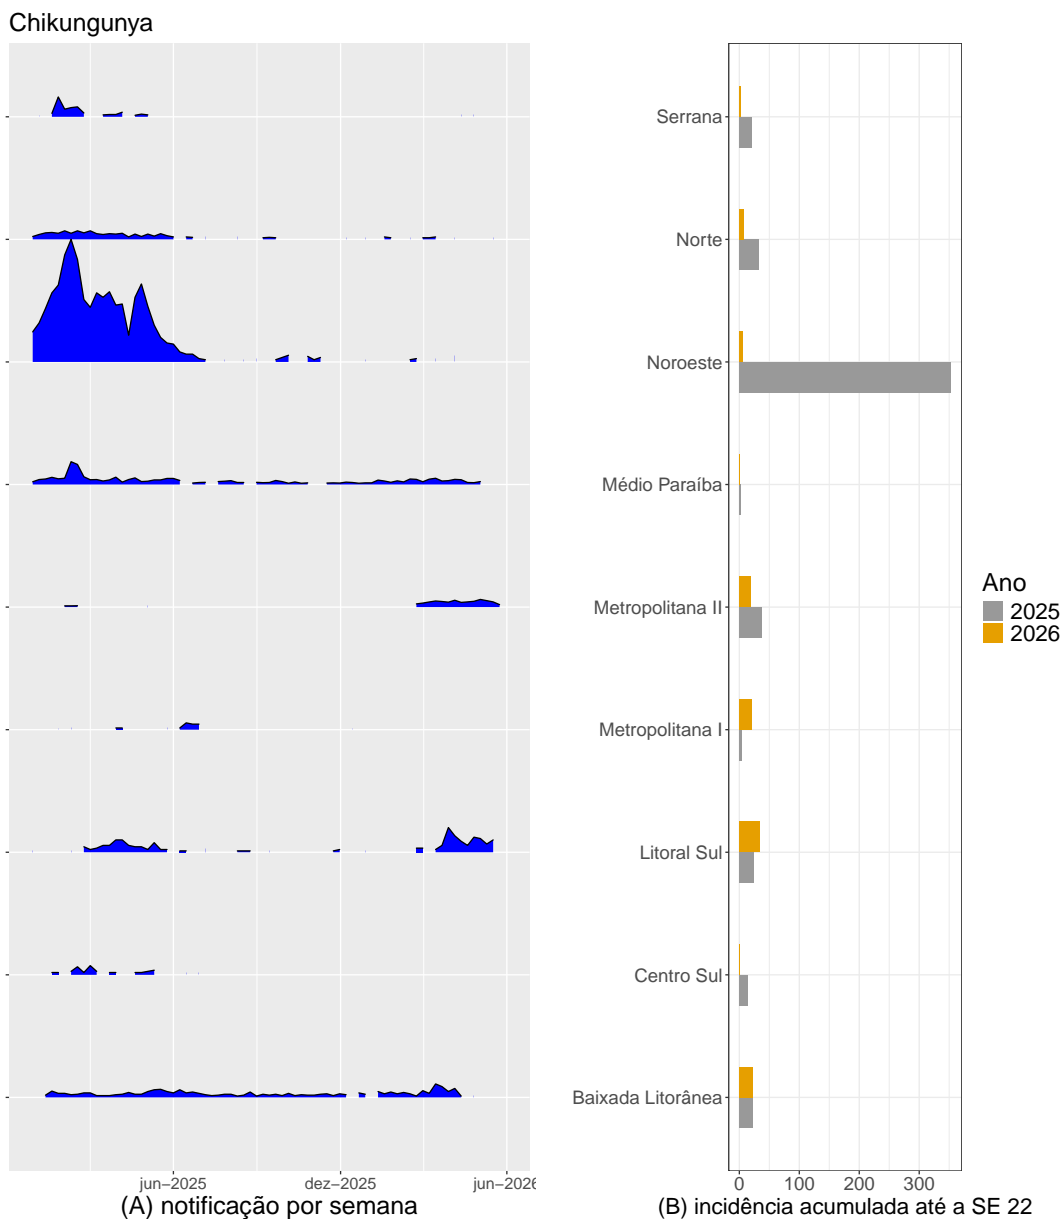 Chikungunya
Serrana
Norte
Noroeste
Médio Paraíba
Metropolitana II
Metropolitana I
Litoral Sul
Centro Sul
Baixada Litorânea
jun−2025
dez−2025
jun−2026
(A) notificação por semana
0
100
200
300
(B) incidência acumulada até a SE 22
Ano
2025
2026